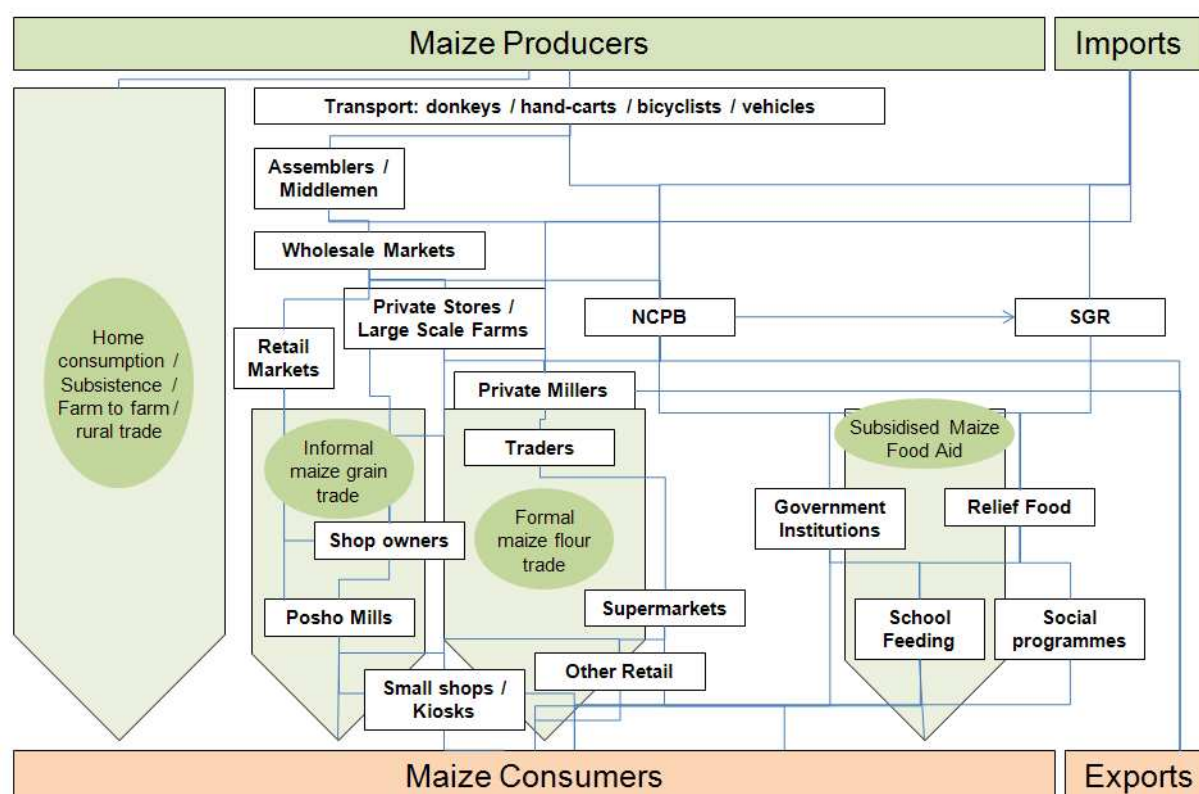 Maize Producers
Imports
Transport: donkeys / hand-carts / bicyclists / vehicles
Assemblers /
Middlemen
Wholesale Markets
Private Stores /
Large Scale Farms
NCPB
SGR
Retail
Markets
Home
consumption /
Subsistence /
Farm to farm /
rural trade
Private Millers
Traders
Informal
maize grain
trade
Subsidised Maize
Food Aid
Government
Institutions
Relief Food
Formal
maize flour
trade
Shop owners
Posho Mills
Supermarkets
School
Feeding
Social
programmes
Other Retail
Small shops /
Kiosks
Maize Consumers
Exports